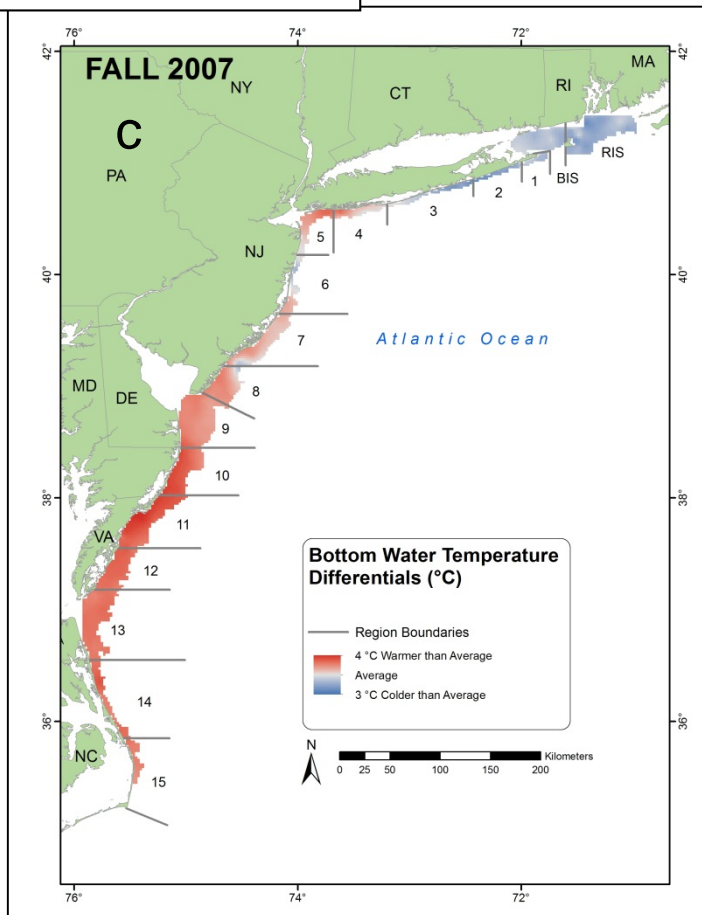 76°
74°
72°
42°
42°
FALL 2007
NY
MA
CT
RI
C
RIS
PA
BIS
1
2
3
4
5
NJ
40°
40°
6
Atlantic Ocean
7
MD
DE
8
9
10
38°
38°
11
VA
12
13
14
36°
36°
NC
15
Bottom Water Temperature
Differentials (°C)
Region Boundaries
4 °C Warmer than Average
Average
3 °C Colder than Average
N
Kilometers
0 25 50 100 150 200
76°
74°
72°